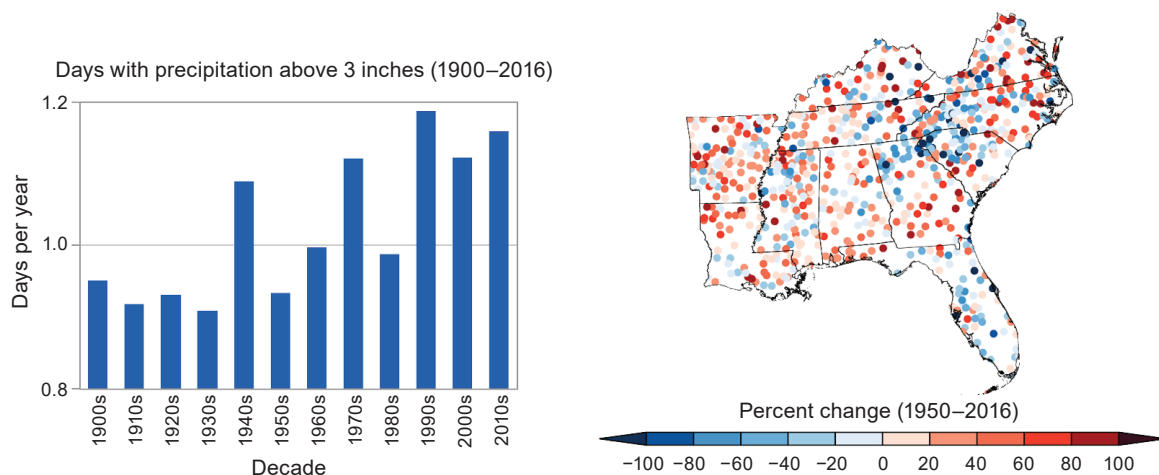 Days with precipitation above 3 inches (1900–2016)
Days per year
1.2
1.0
0.8
1900s
1910s
1920s
1930s
1940s
1950s
1960s
1970s
1980s
1990s
2000s
2010s
Decade
Percent change (1950–2016)
−100 −80 −60 −40 −20 0 20 40 60 80 100